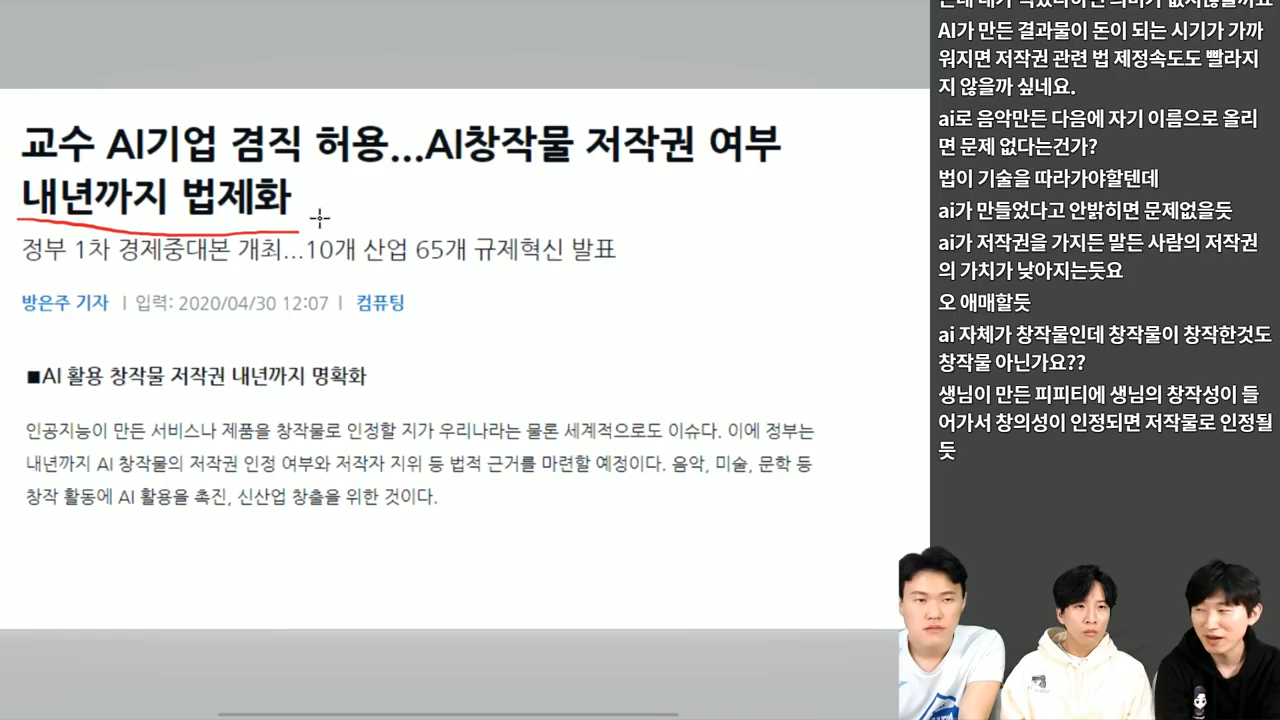 교수 AI기업 겸직 허용...AI창작물 저작권 여부
내년까지 법제화
정부 1차 경제중대본 개최...10개 산업 65개 규제혁신 발표
방은주 기자 | 입력: 2020/04/30 12:07 | 컴퓨팅
■AI 활용 창작물 저작권 내년까지 명확화
인공지능이 만든 서비스나 제품을 창작물로 인정할 지가 우리나라는 물론 세계적으로도 이슈다. 이에 정부는
내년까지 AI 창작물의 저작권 인정 여부와 저작자 지위 등 법적 근거를 마련할 예정이다. 음악, 미술, 문학 등
창작 활동에 AI 활용을 촉진, 신산업 창출을 위한 것이다.
AI가 만든 결과물이 돈이 되는 시기가 가까
워지면 저작권 관련 법 제정속도도 빨라지
지 않을까 싶네요.
ai로 음악만든 다음에 자기 이름으로 올리
면 문제 없다는건가?
법이 기술을 따라가야할텐데
ai가 만들었다고 안밝히면 문제없을듯
ai가 저작권을 가지든 말든 사람의 저작권
의 가치가 낮아지는듯요
오 애매할듯
ai 자체가 창작물인데 창작물이 창작한것도
창작물 아닌가요??
생님이 만든 피피티에 생님의 창작성이 들
어가서 창의성이 인정되면 저작물로 인정될
듯